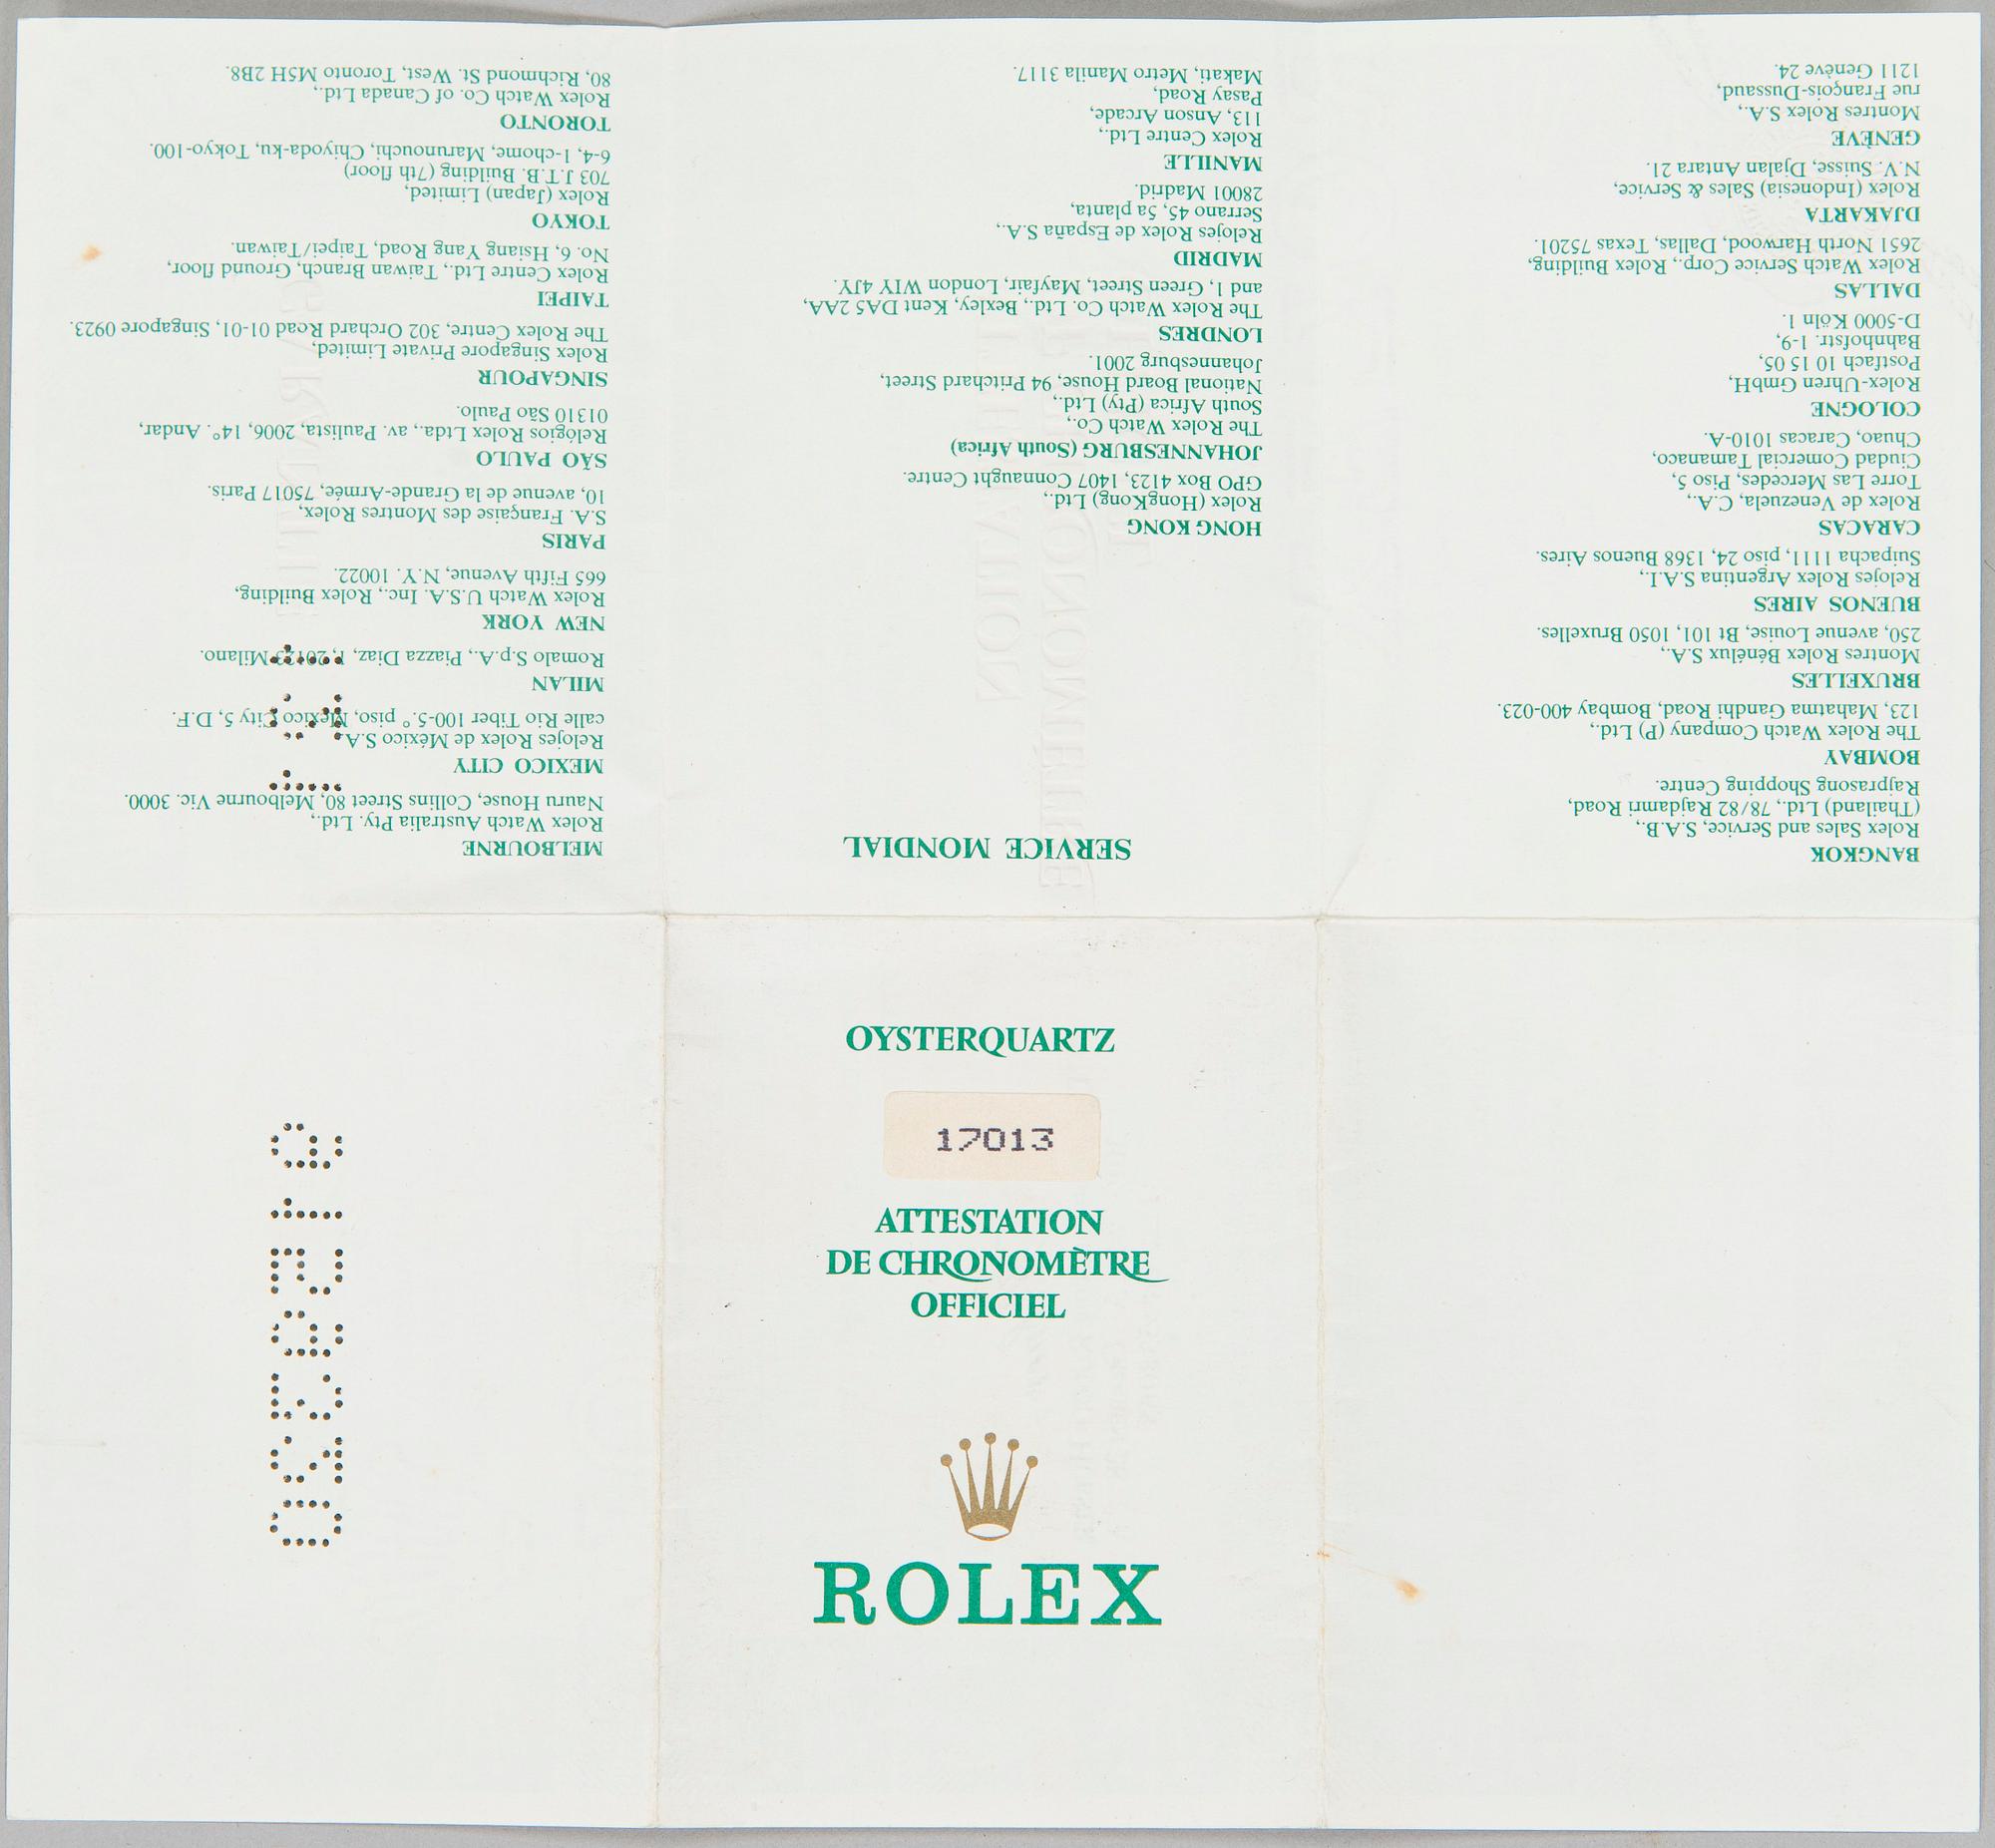 OYSTERQUARTZ
17013
ATTESTATION
DE CHRONOMÈTRE
OFFICIEL
ROLEX
SERVICE MONDIAL
BANGKOK
Rolex Sales and Service, S.A.B.,
(Thailand) Ltd., 78/82 Rajdamri Road,
Rajprasong Shopping Centre.
BOMBAY
The Rolex Watch Company (P) Ltd.,
123, Mahatma Gandhi Road, Bombay 400-023.
BRUXELLES
Montres Rolex Bénélux S.A.,
250, avenue Louise, Bt 101, 1050 Bruxelles.
BUENOS AIRES
Relojes Rolex Argentina S.A.I.,
Suipacha 1111, piso 24, 1368 Buenos Aires.
CARACAS
Rolex de Venezuela, C.A.,
Torre Las Mercedes, Piso 5,
Ciudad Comercial Tamanaco,
Chuao, Caracas 1010-A.
COLOGNE
Rolex-Uhren GmbH,
Postfach 10 15 05,
Bahnhofstr. 1-9,
D-5000 Köln 1.
DALLAS
Rolex Watch Service Corp., Rolex Building,
2651 North Harwood, Dallas, Texas 75201.
DJAKARTA
Rolex (Indonesia) Sales & Service,
N.V. Suisse, Djalan Antara 21.
GENÈVE
Montres Rolex S.A.,
rue François-Dussaud,
1211 Genève 24.
HONG KONG
Rolex (HongKong) Ltd.,
GPO Box 4123, 1407 Connaught Centre.
JOHANNESBURG (South Africa)
The Rolex Watch Co.,
South Africa (Pty) Ltd.,
National Board House, 94 Pritchard Street,
Johannesburg 2001.
LONDRES
The Rolex Watch Co. Ltd., Bexley, Kent DA5 2AA,
and 1, Green Street, Mayfair, London W1Y 4JY.
MADRID
Relojes Rolex de España S.A.,
Serrano 45, 5a planta,
28001 Madrid.
MANILLE
Rolex Centre Ltd.,
113, Anson Arcade,
Pasay Road,
Makati, Metro Manila 3117.
MELBOURNE
Rolex Watch Australia Pty. Ltd.,
Nauru House, Collins Street 80, Melbourne Vic. 3000.
MEXICO CITY
Relojes Rolex de México S.A.
calle Rio Tiber 100-5.° piso, Mexico City 5, D.F.
MILAN
Romalo S.p.A., Piazza Diaz, 20123 Milano.
NEW YORK
Rolex Watch U.S.A. Inc., Rolex Building,
665 Fifth Avenue, N.Y. 10022.
PARIS
S.A. Française des Montres Rolex,
10, avenue de la Grande-Armée, 75017 Paris.
SÃO PAULO
Relógios Rolex Ltda., av. Paulista, 2006, 14°. Andar,
01310 São Paulo.
SINGAPOUR
Rolex Singapore Private Limited,
The Rolex Centre, 302 Orchard Road 01-01, Singapore 0923.
TAIPEI
Rolex Centre Ltd., Taiwan Branch, Ground floor,
No. 6, Hsiang Yang Road, Taipei/Taiwan.
TOKYO
Rolex (Japan) Limited,
703 J.T.B. Building (7th floor)
6-4, 1-chome, Marunouchi, Chiyoda-ku, Tokyo-100.
TORONTO
Rolex Watch Co. of Canada Ltd.,
80, Richmond St. West, Toronto M5H 2B8.